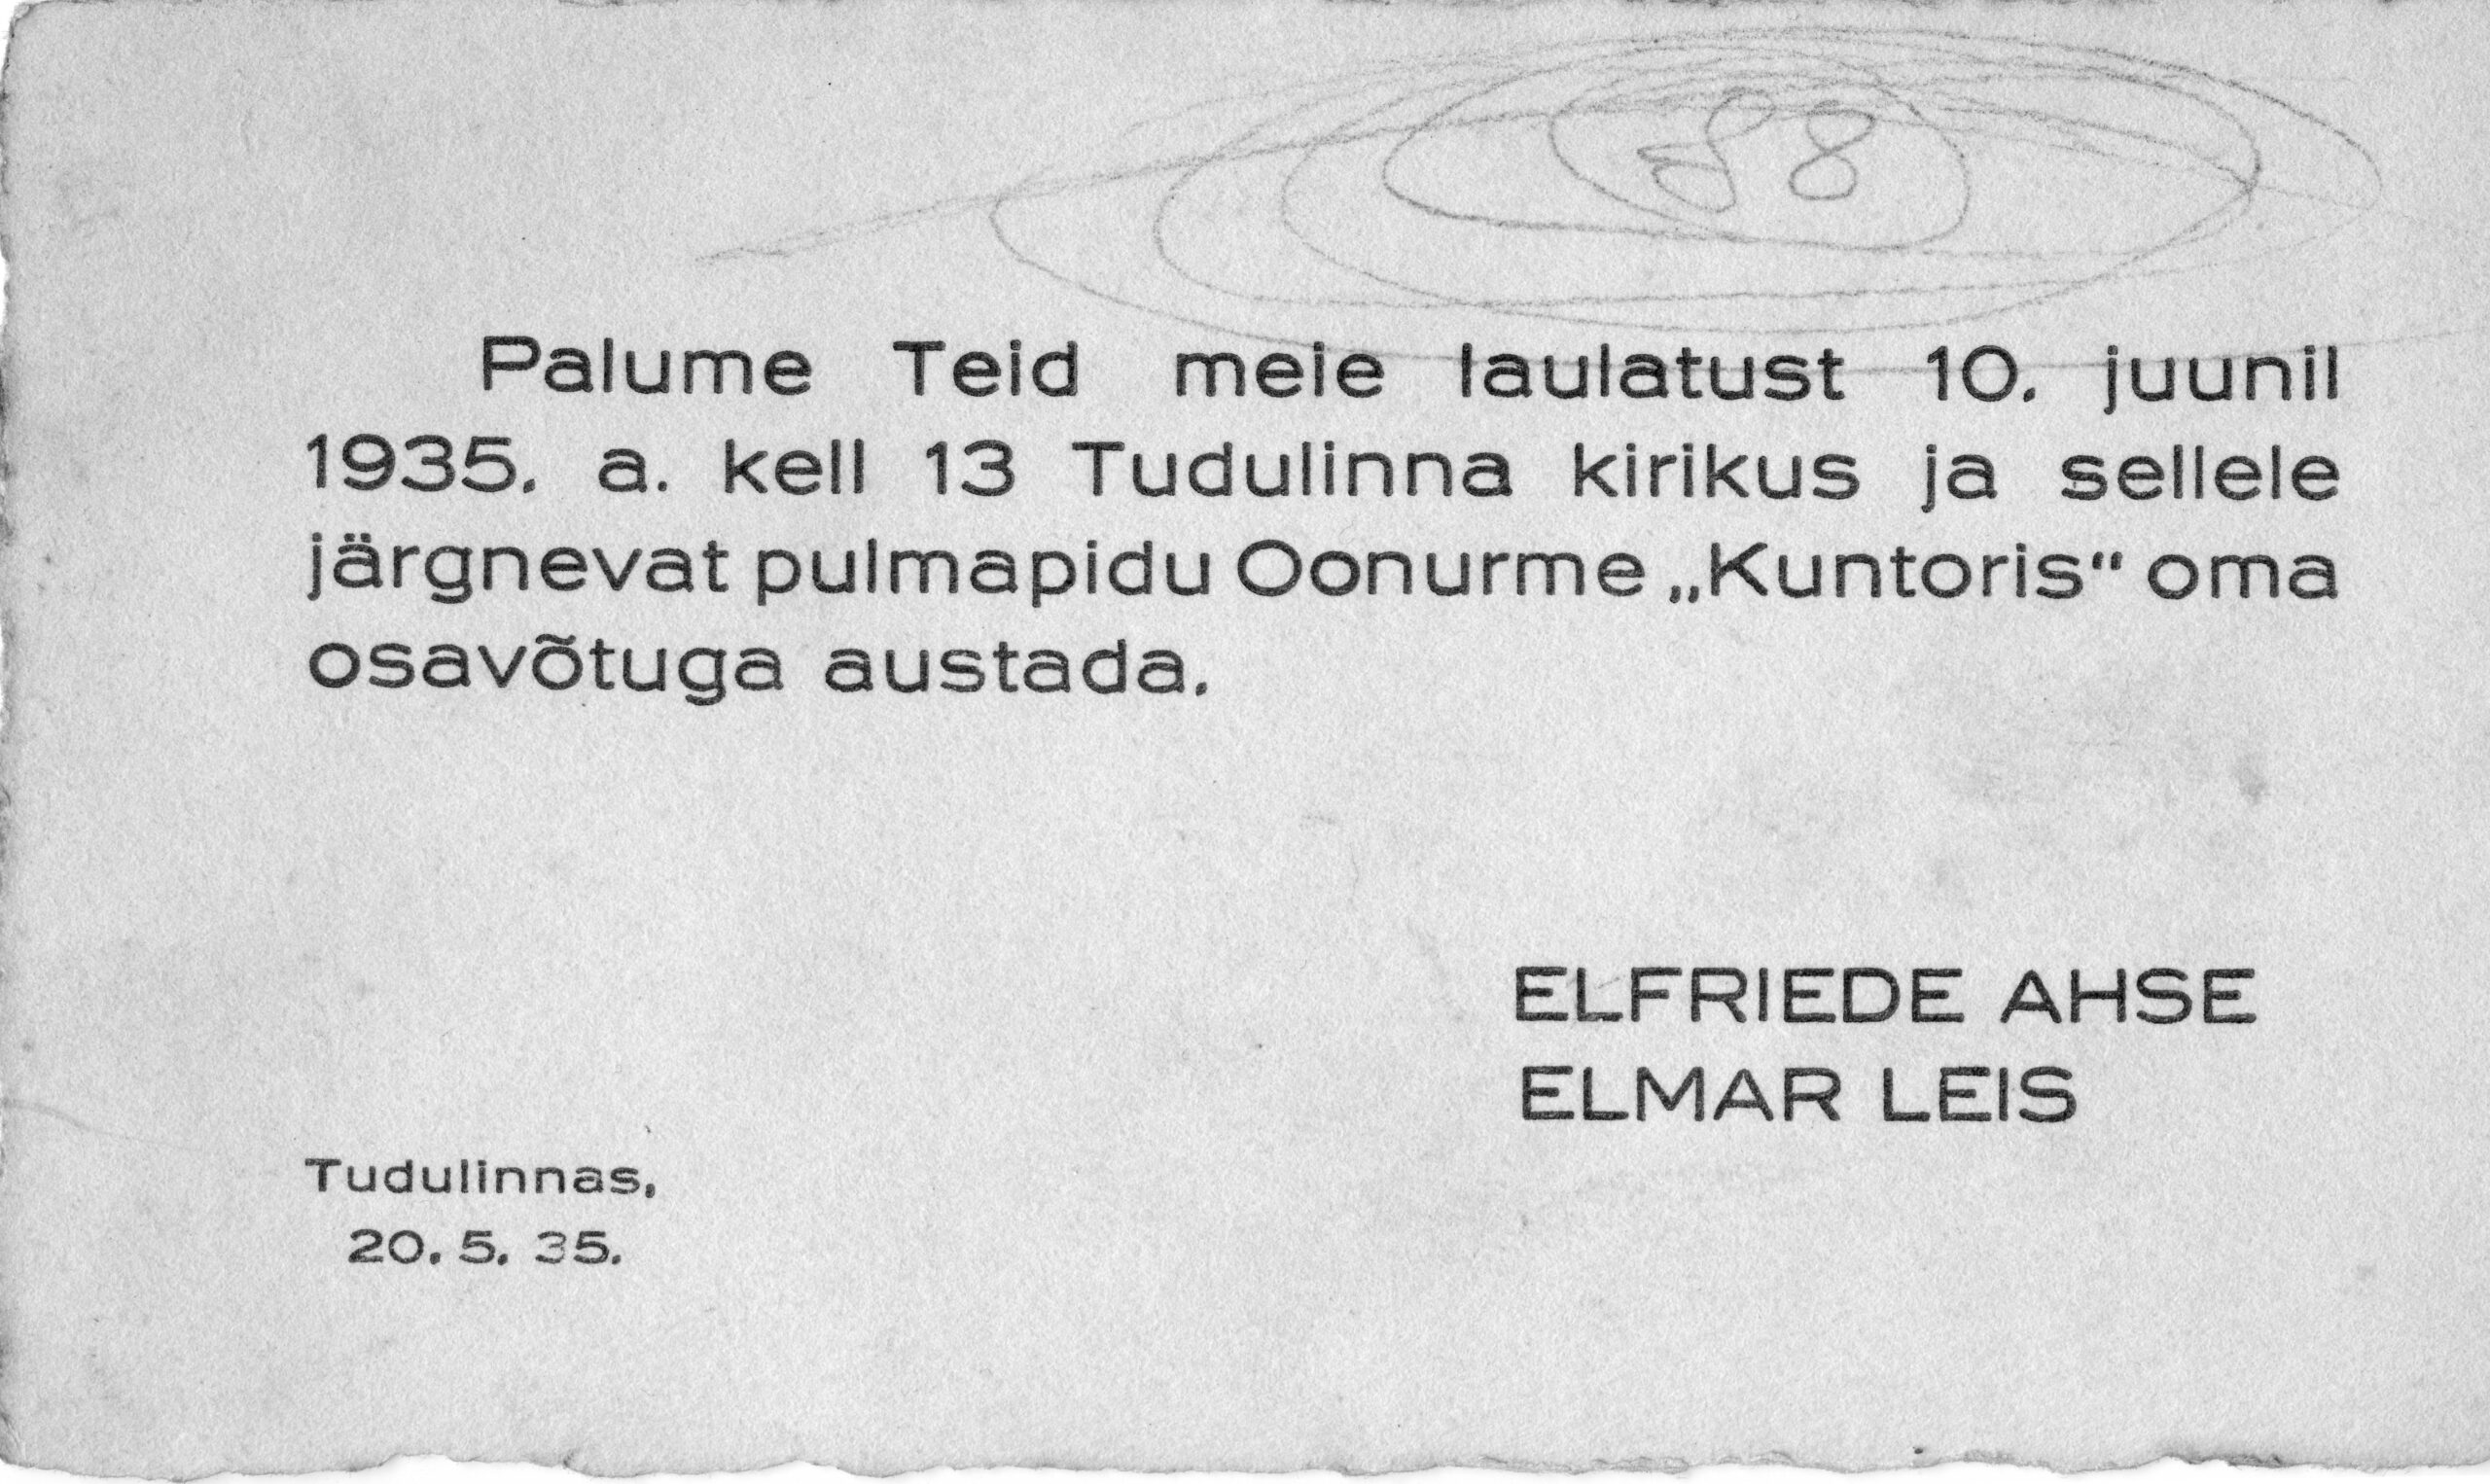 88
Palume Teid meie laulatust 10. juunil
1935. a. kell 13 Tudulinna kirikus ja sellele
järgnevat pulmapidu Oonurme „Kuntoris“ oma
osavõtuga austada.
ELFRIEDE AHSE
ELMAR LEIS
Tudulinnas,
20. 5. 35.